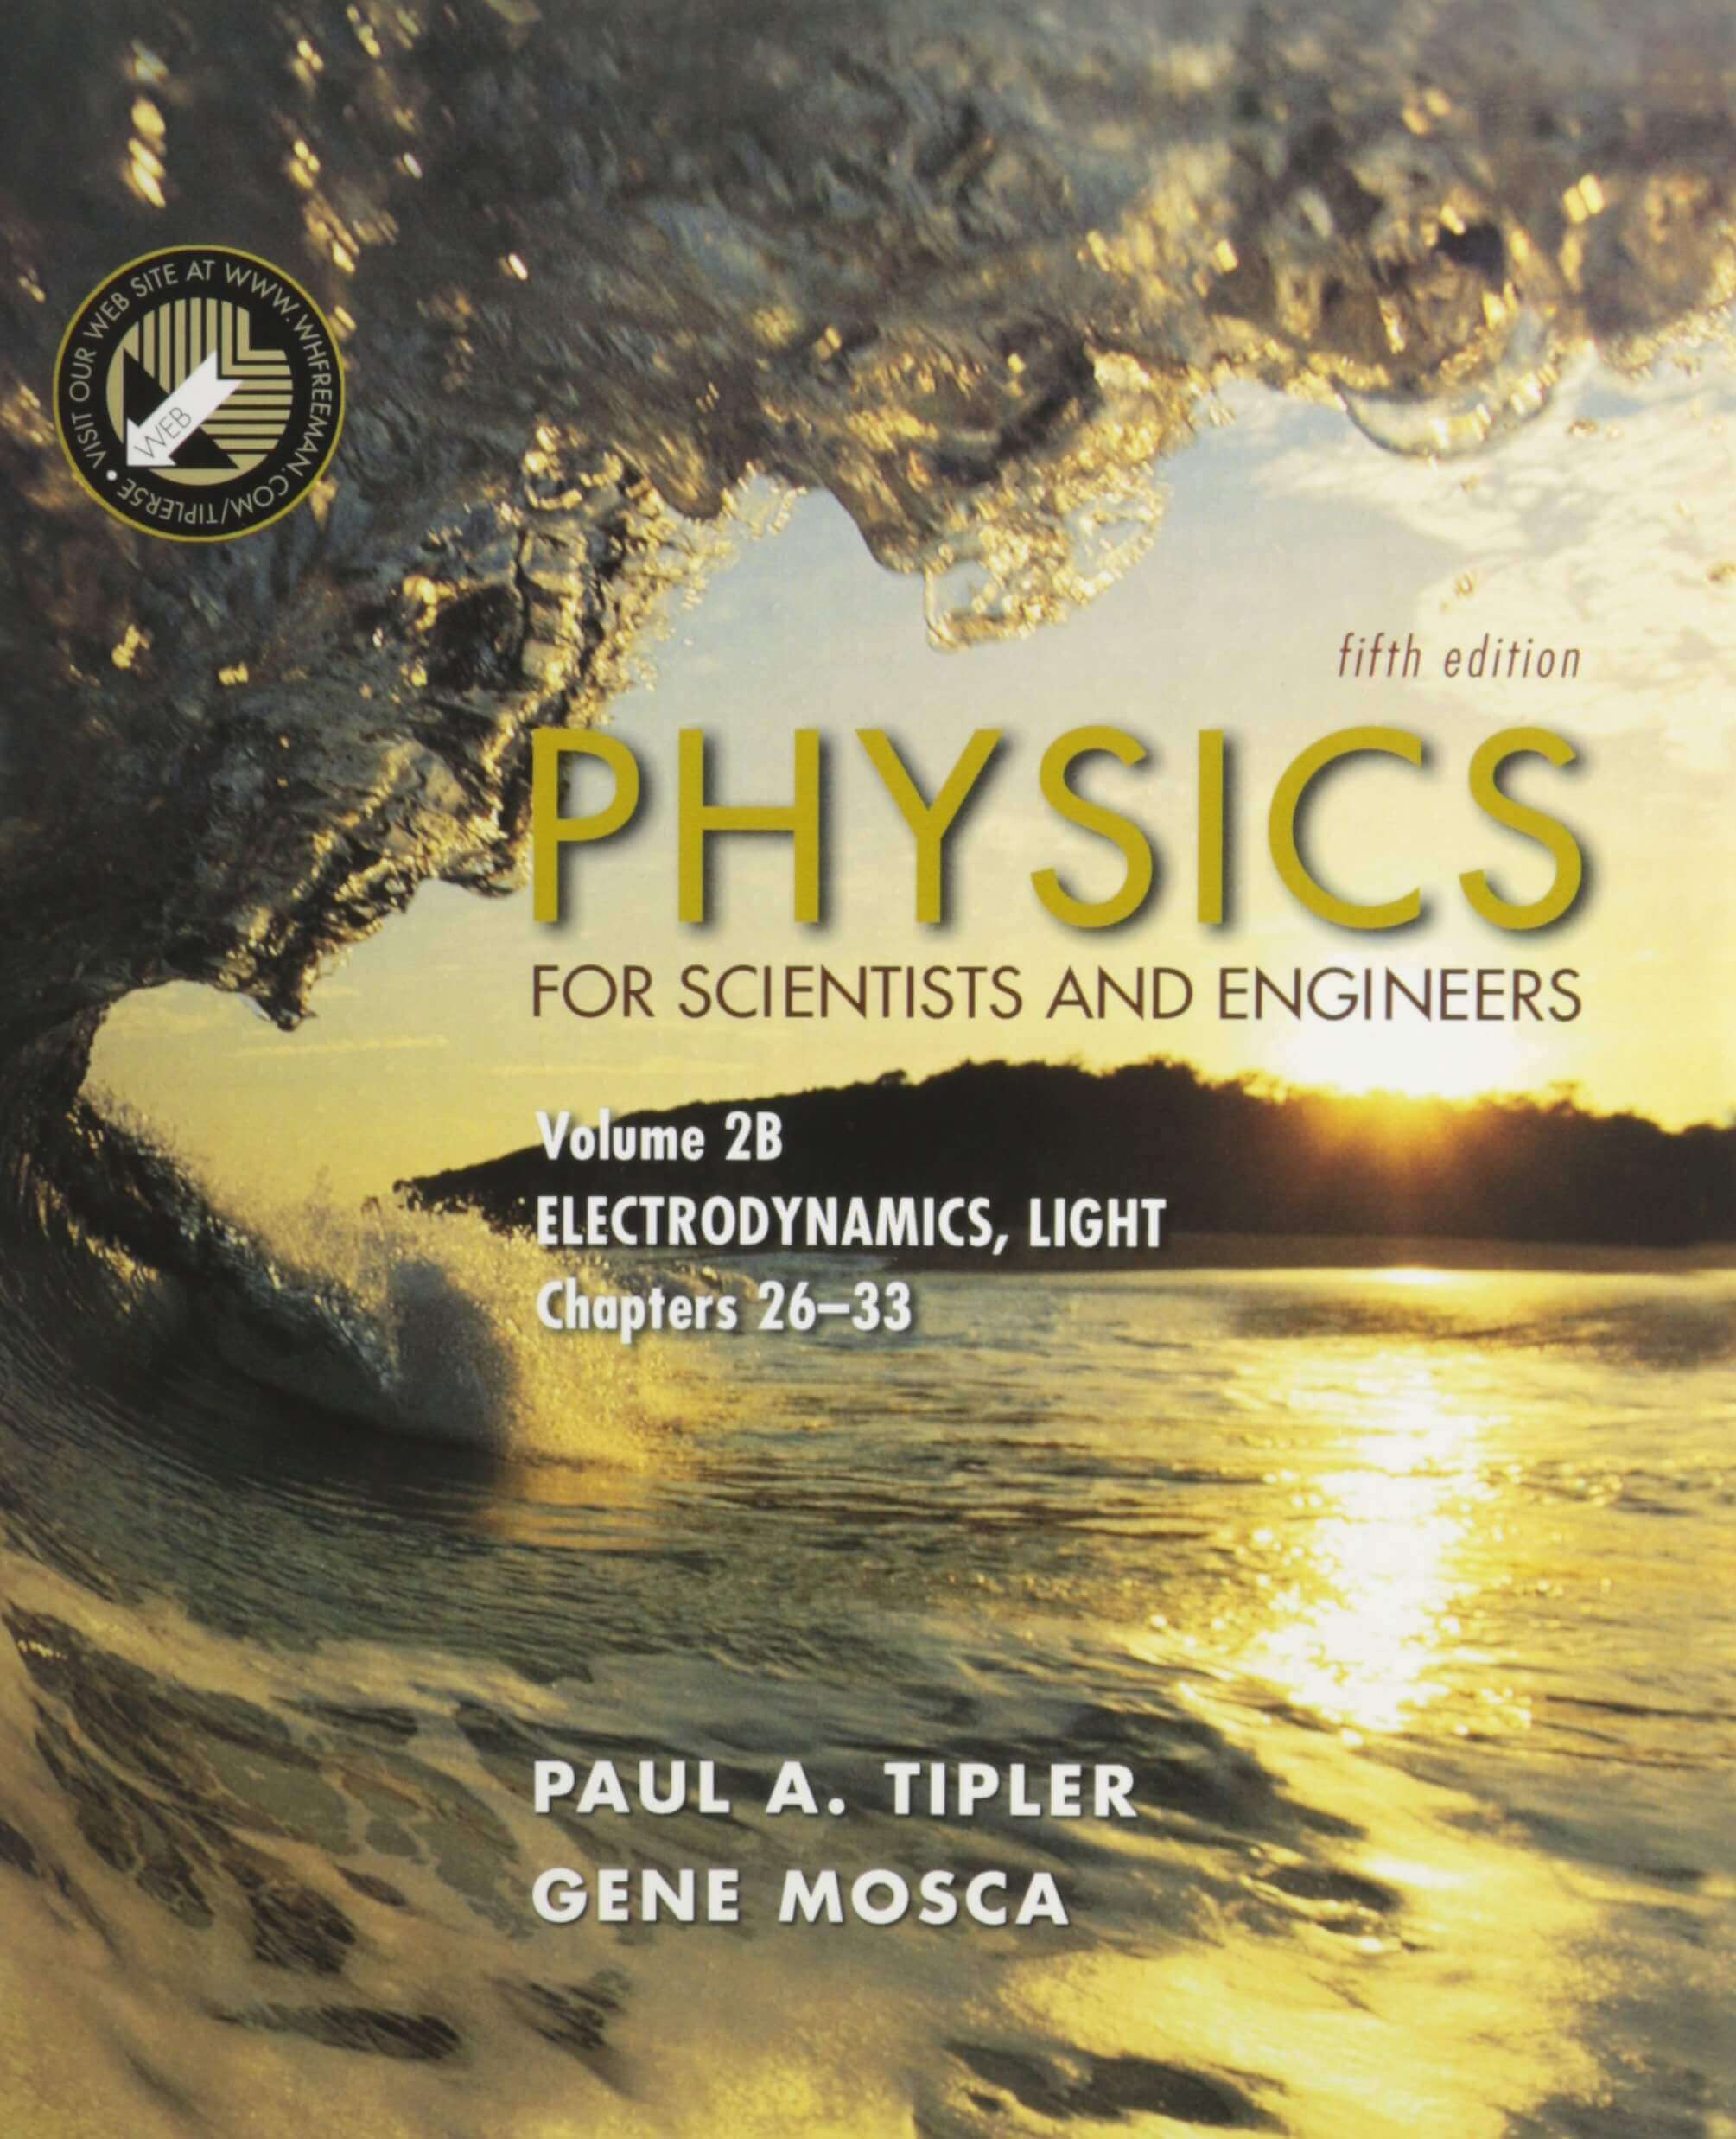 • VISIT OUR WEB SITE AT WWW.WHFREEMAN.COM/TIPLER5E
WEB
fifth edition
PHYSICS
FOR SCIENTISTS AND ENGINEERS
Volume 2B
ELECTRODYNAMICS, LIGHT
Chapters 26–33
PAUL A. TIPLER
GENE MOSCA